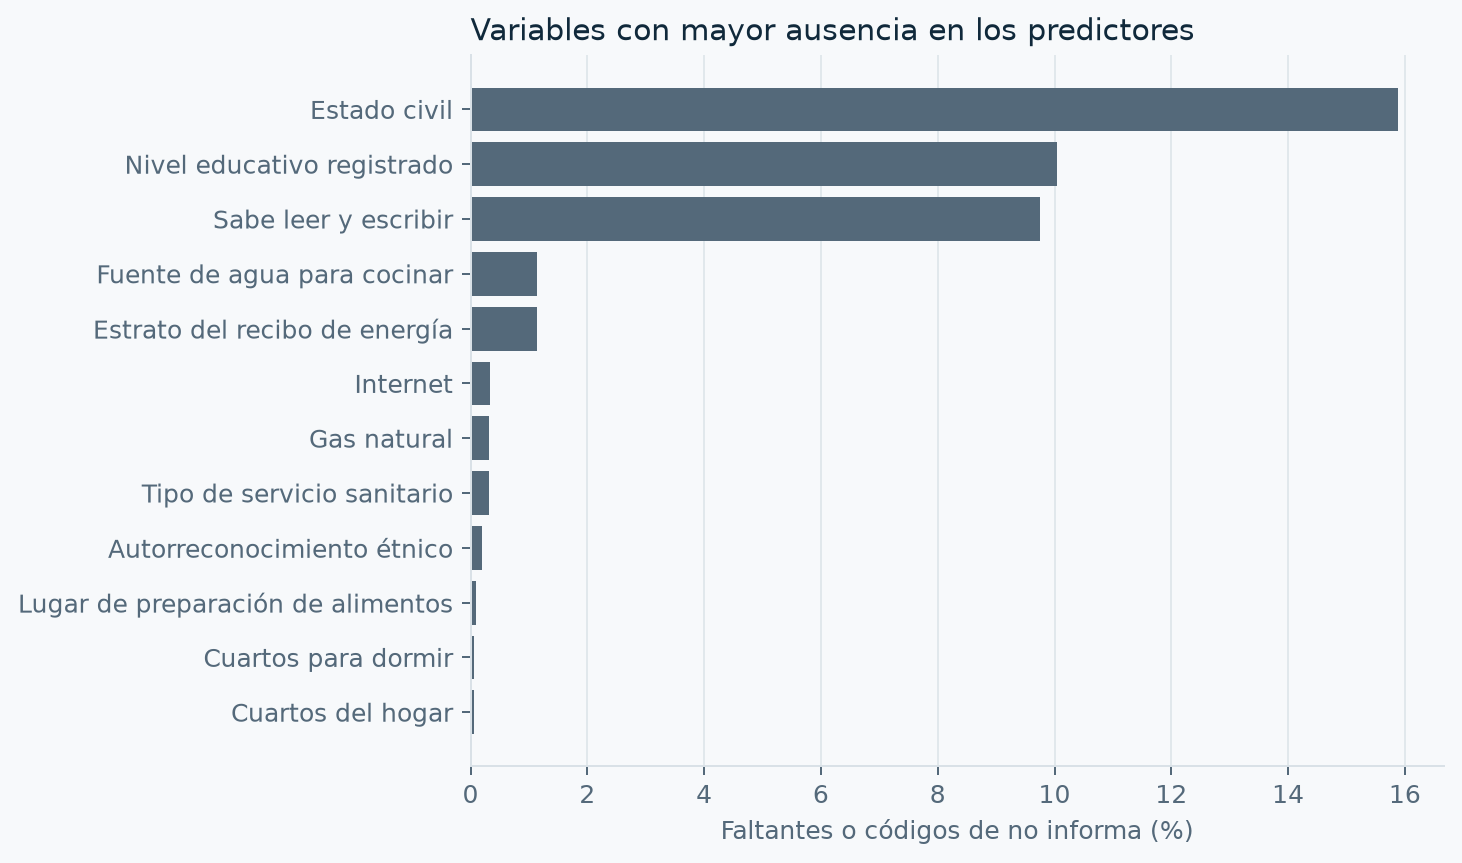 Variables con mayor ausencia en los predictores
Estado civil
Nivel educativo registrado
Sabe leer y escribir
Fuente de agua para cocinar
Estrato del recibo de energía
Internet
Gas natural
Tipo de servicio sanitario
Autorreconocimiento étnico
Lugar de preparación de alimentos
Cuartos para dormir
Cuartos del hogar
0 2 4 6 8 10 12 14 16
Faltantes o códigos de no informa (%)